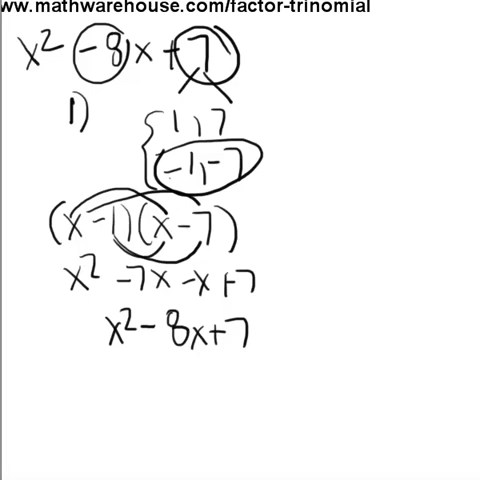 ww.mathwarehouse.com/factor-trinomial
x² -8x +7
1)
{1, 7
-1, -7
(x-1)(x-7)
x² -7x -x +7
x² - 8x+7